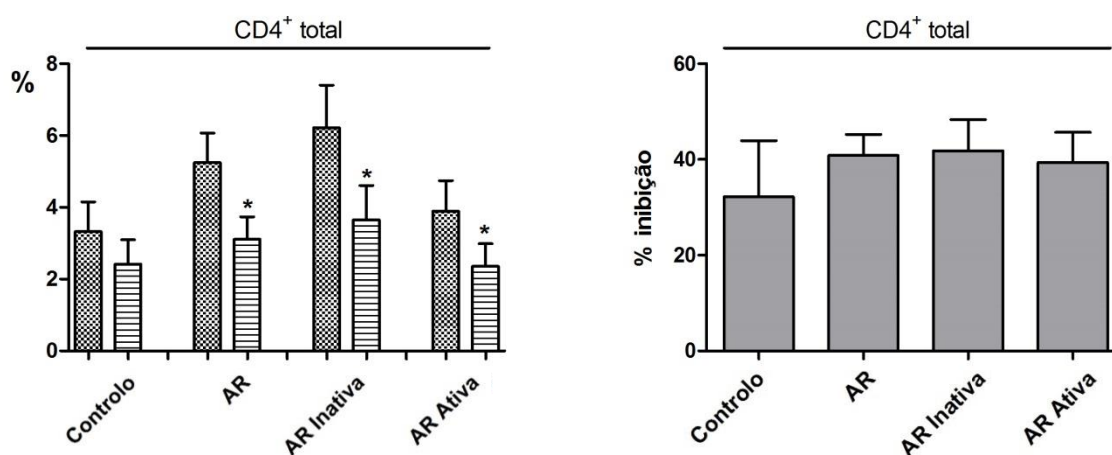 CD4+ total
%
8
6
4
2
0
*
*
*
Controlo
AR
AR Inativa
AR Ativa
CD4+ total
% inibição
60
40
20
0
Controlo
AR
AR Inativa
AR Ativa